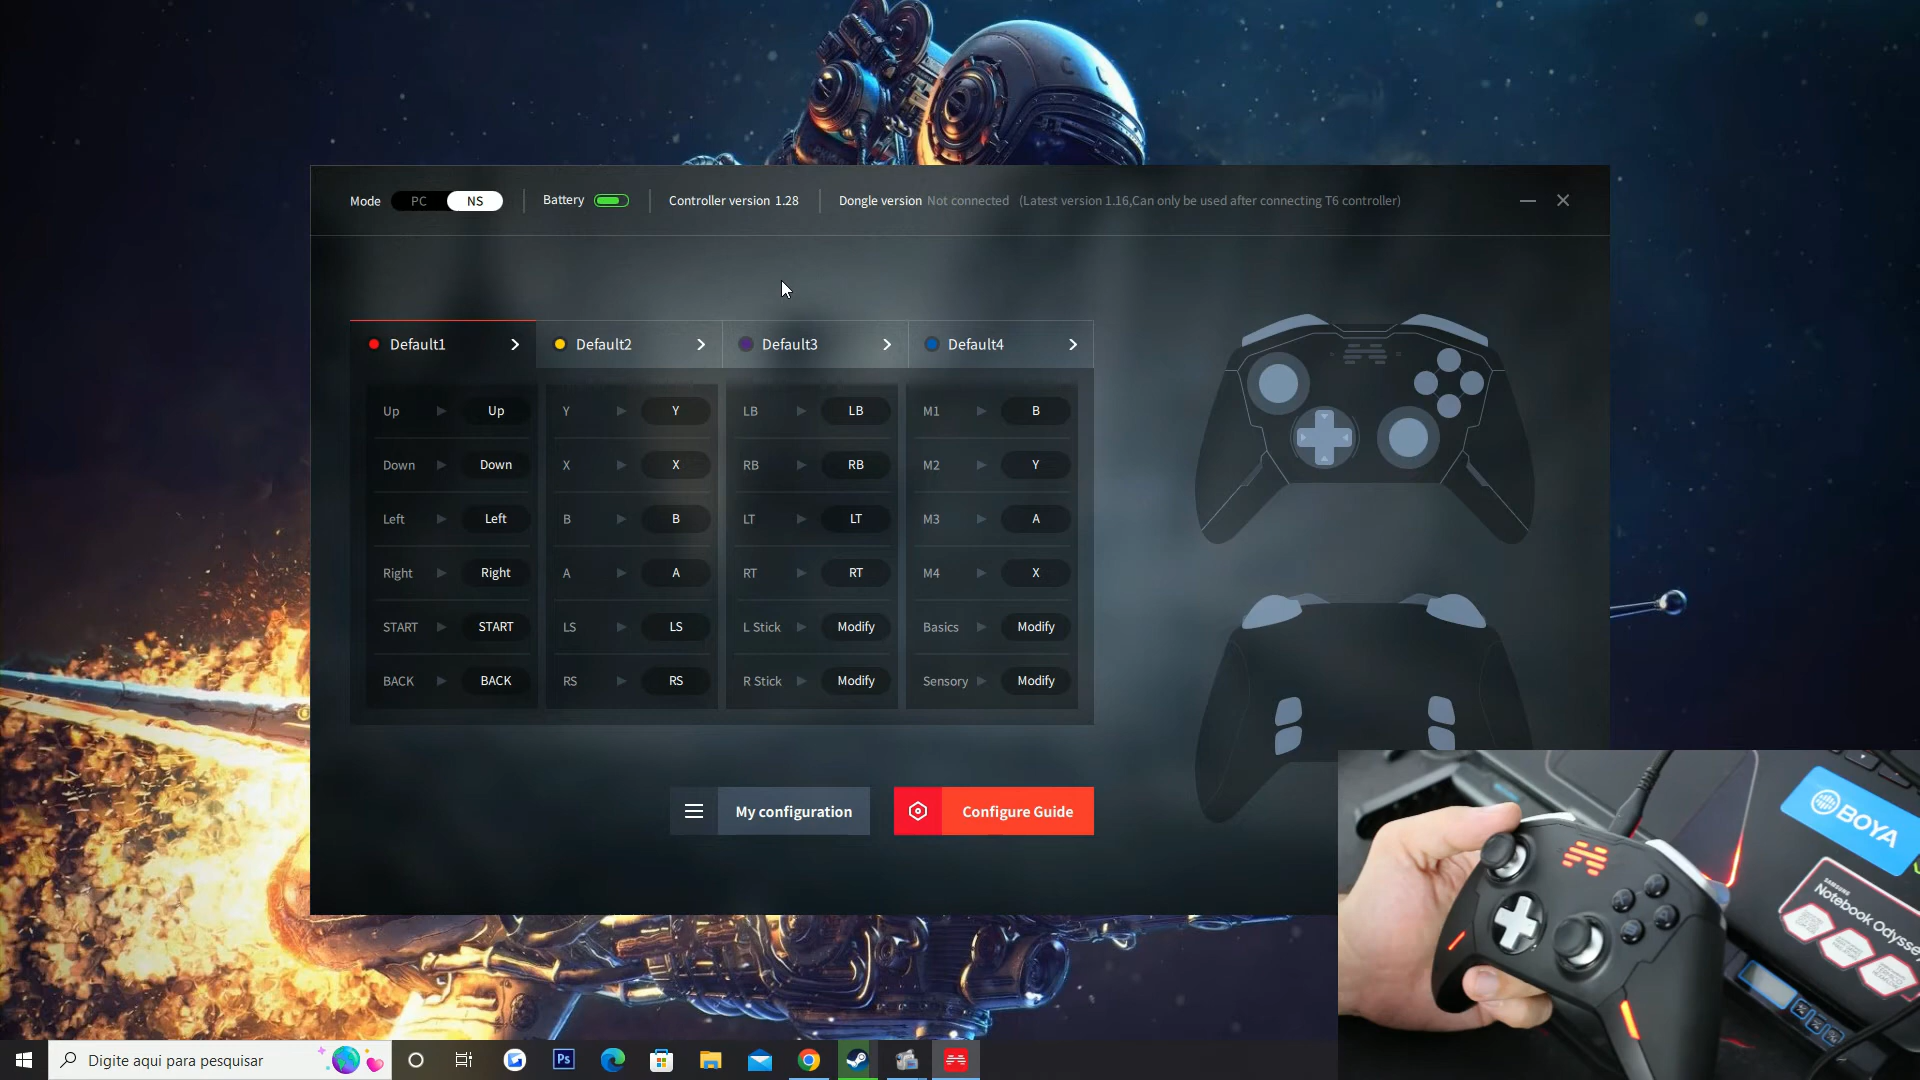 Mode PC NS Battery Controller version 1.28 Dongle version Not connected (Latest version 1.16,Can only be used after connecting T6 controller)
Default1 Default2 Default3 Default4
Up Up Y Y LB LB M1 B
Down Down X X RB RB M2 Y
Left Left B B LT LT M3 A
Right Right A A RT RT M4 X
START START LS LS L Stick Modify Basics Modify
BACK BACK RS RS R Stick Modify Sensory Modify
My configuration Configure Guide
BOYA
SAMSUNG
Notebook Odyssey
Digite aqui para pesquisar
Ps